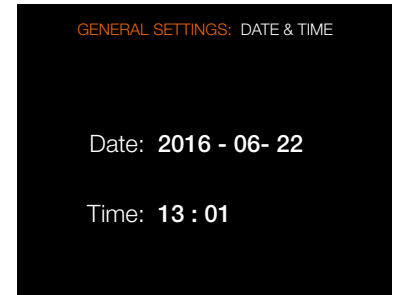 GENERAL SETTINGS: DATE & TIME
Date: 2016 - 06- 22
Time: 13 : 01